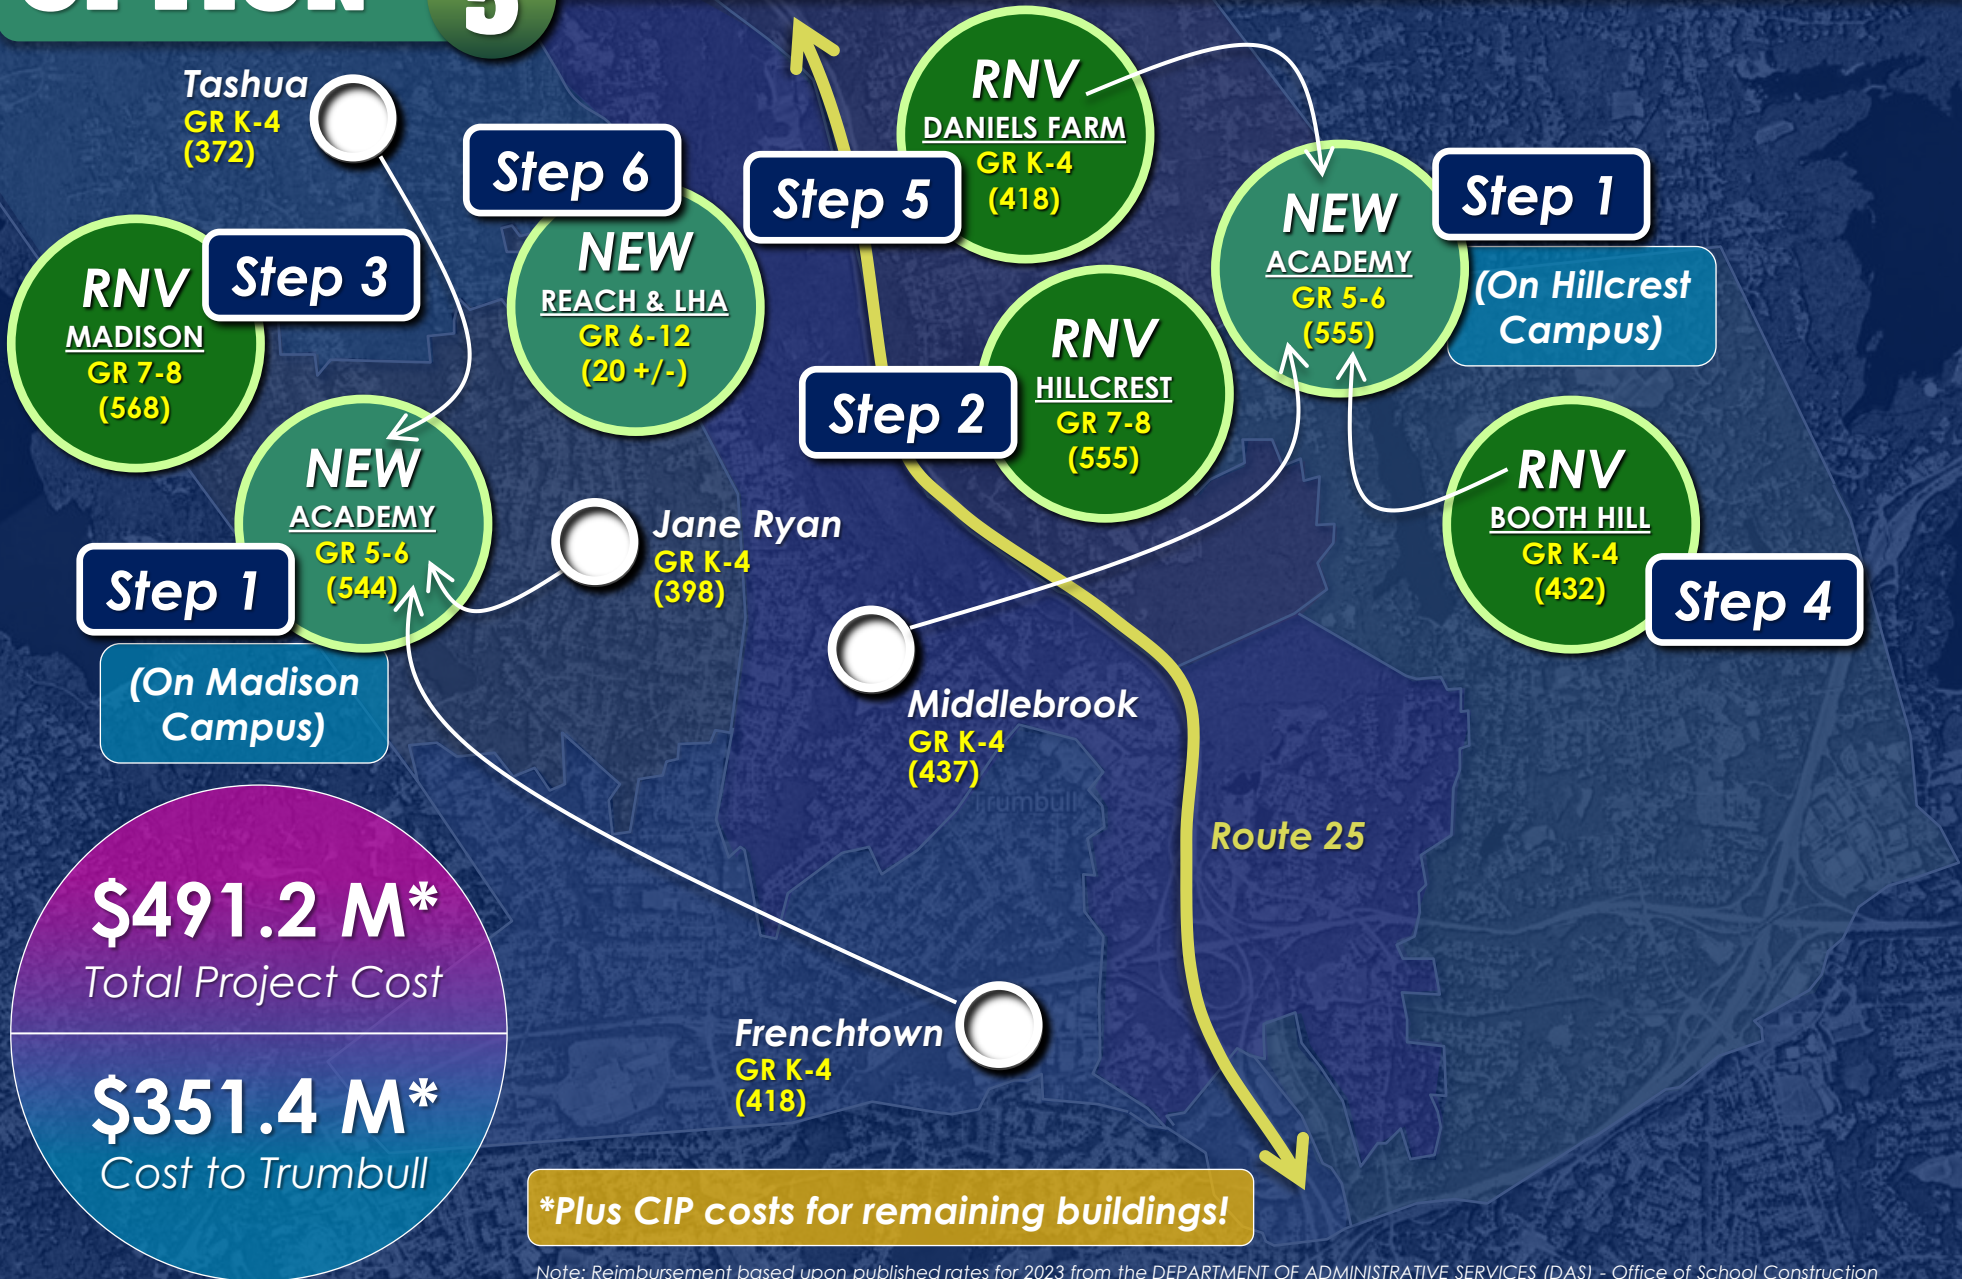 OPTION 5
Tashua
GR K-4
(372)
Step 6
Step 5
RNV
DANIELS FARM
GR K-4
(418)
Step 1
NEW
ACADEMY
GR 5-6
(555)
(On Hillcrest
Campus)
RNV
MADISON
GR 7-8
(568)
Step 3
NEW
REACH & LHA
GR 6-12
(20 +/-)
Step 2
RNV
HILLCREST
GR 7-8
(555)
NEW
ACADEMY
GR 5-6
(544)
Step 1
(On Madison
Campus)
Jane Ryan
GR K-4
(398)
RNV
BOOTH HILL
GR K-4
(432)
Step 4
Middlebrook
GR K-4
(437)
Trumbull
Route 25
$491.2 M*
Total Project Cost
$351.4 M*
Cost to Trumbull
Frenchtown
GR K-4
(418)
*Plus CIP costs for remaining buildings!
Note: Reimbursement based upon published rates for 2023 from the DEPARTMENT OF ADMINISTRATIVE SERVICES (DAS) - Office of School Construction